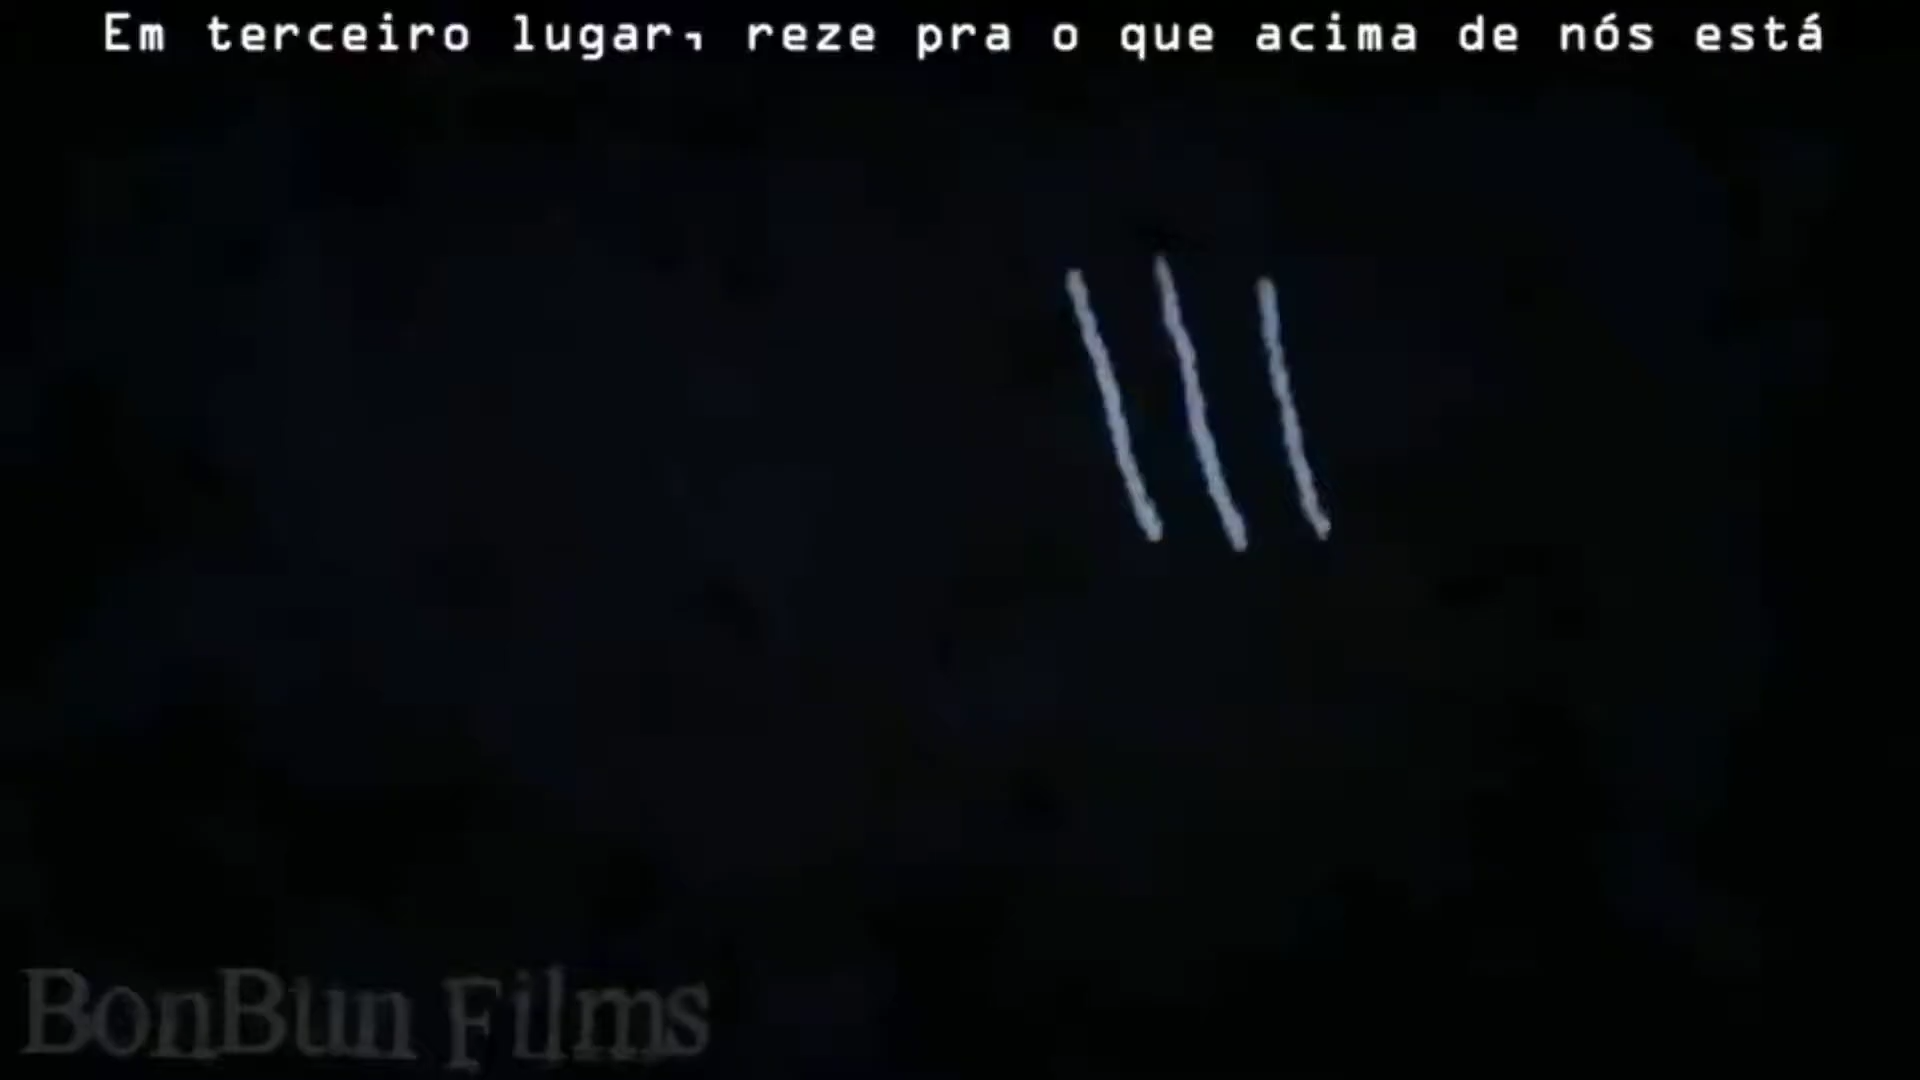 Em terceiro lugar, reze pra o que acima de nós está
BonBun Films